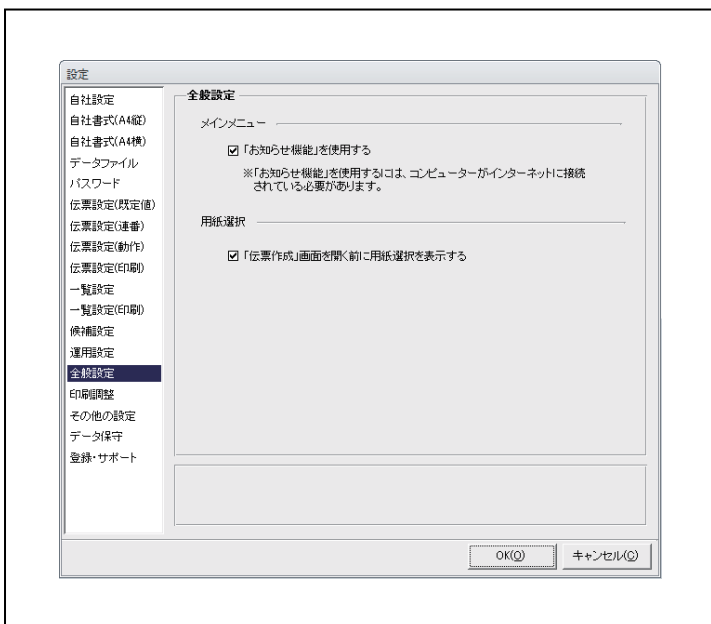 設定
自社設定
自社書式(A4縦)
自社書式(A4横)
データファイル
パスワード
伝票設定(既定値)
伝票設定(連番)
伝票設定(動作)
伝票設定(印刷)
一覧設定
一覧設定(印刷)
候補設定
運用設定
全般設定
印刷調整
その他の設定
データ保守
登録・サポート
全般設定
メインメニュー
「お知らせ機能」を使用する
※「お知らせ機能」を使用するには、コンピューターがインターネットに接続
されている必要があります。
用紙選択
「伝票作成」画面を開く前に用紙選択を表示する
OK(O)
キャンセル(C)